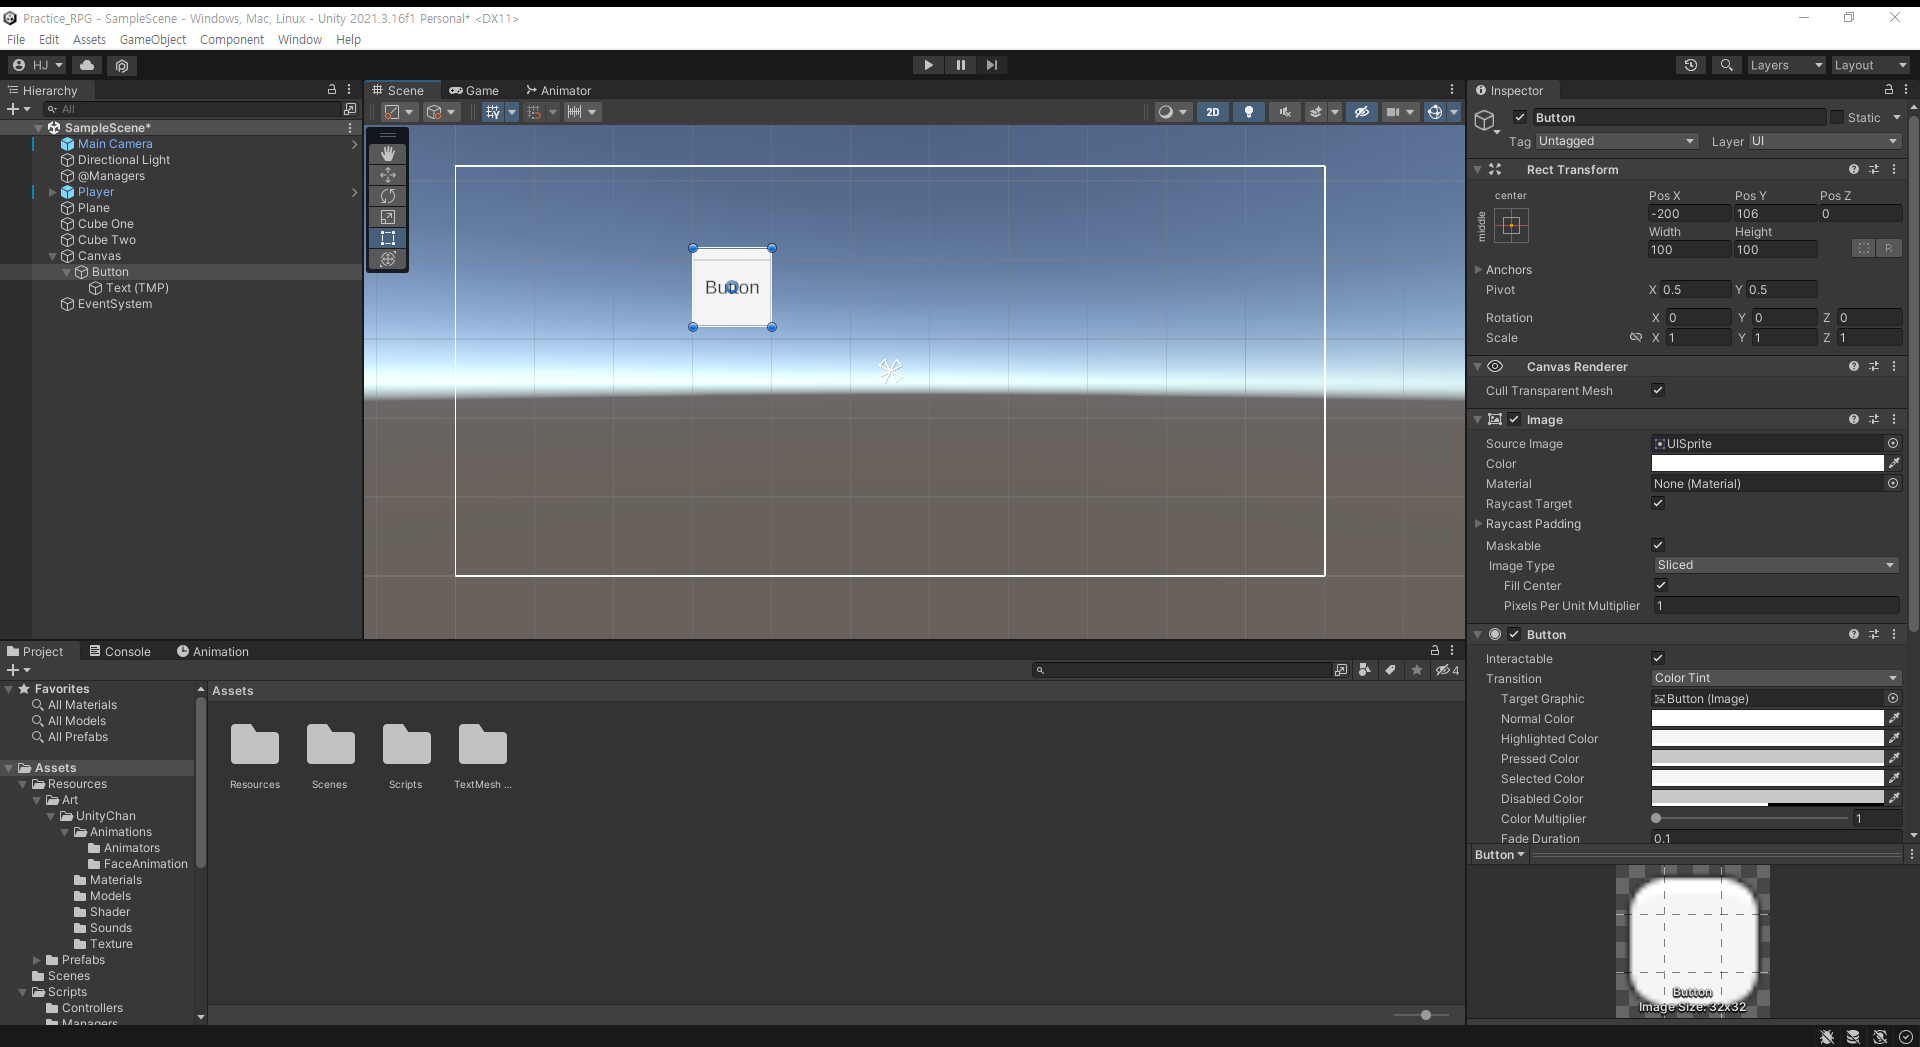 Practice_RPG - SampleScene - Windows, Mac, Linux - Unity 2021.3.16f1 Personal* <DX11>
File Edit Assets GameObject Component Window Help
HJ
Layers
Layout
Hierarchy
All
SampleScene*
Main Camera
Directional Light
@Managers
Player
Plane
Cube One
Cube Two
Canvas
Button
Text (TMP)
EventSystem
Scene Game Animator
2D
Button
Inspector
Button
Static
Tag Untagged Layer UI
Rect Transform
center
middle
Pos X Pos Y Pos Z
-200 106 0
Width Height
100 100
R
Anchors
Pivot X 0.5 Y 0.5
Rotation X 0 Y 0 Z 0
Scale X 1 Y 1 Z 1
Canvas Renderer
Cull Transparent Mesh
Image
Source Image UISprite
Color
Material None (Material)
Raycast Target
Raycast Padding
Maskable
Image Type Sliced
Fill Center
Pixels Per Unit Multiplier 1
Button
Interactable
Transition Color Tint
Target Graphic Button (Image)
Normal Color
Highlighted Color
Pressed Color
Selected Color
Disabled Color
Color Multiplier 1
Fade Duration 0.1
Button
Button
Image Size: 32x32
Project Console Animation
4
Favorites
All Materials
All Models
All Prefabs
Assets
Resources
Art
UnityChan
Animations
Animators
FaceAnimation
Materials
Models
Shader
Sounds
Texture
Prefabs
Scenes
Scripts
Controllers
Managers
Assets
Resources Scenes Scripts TextMesh ...